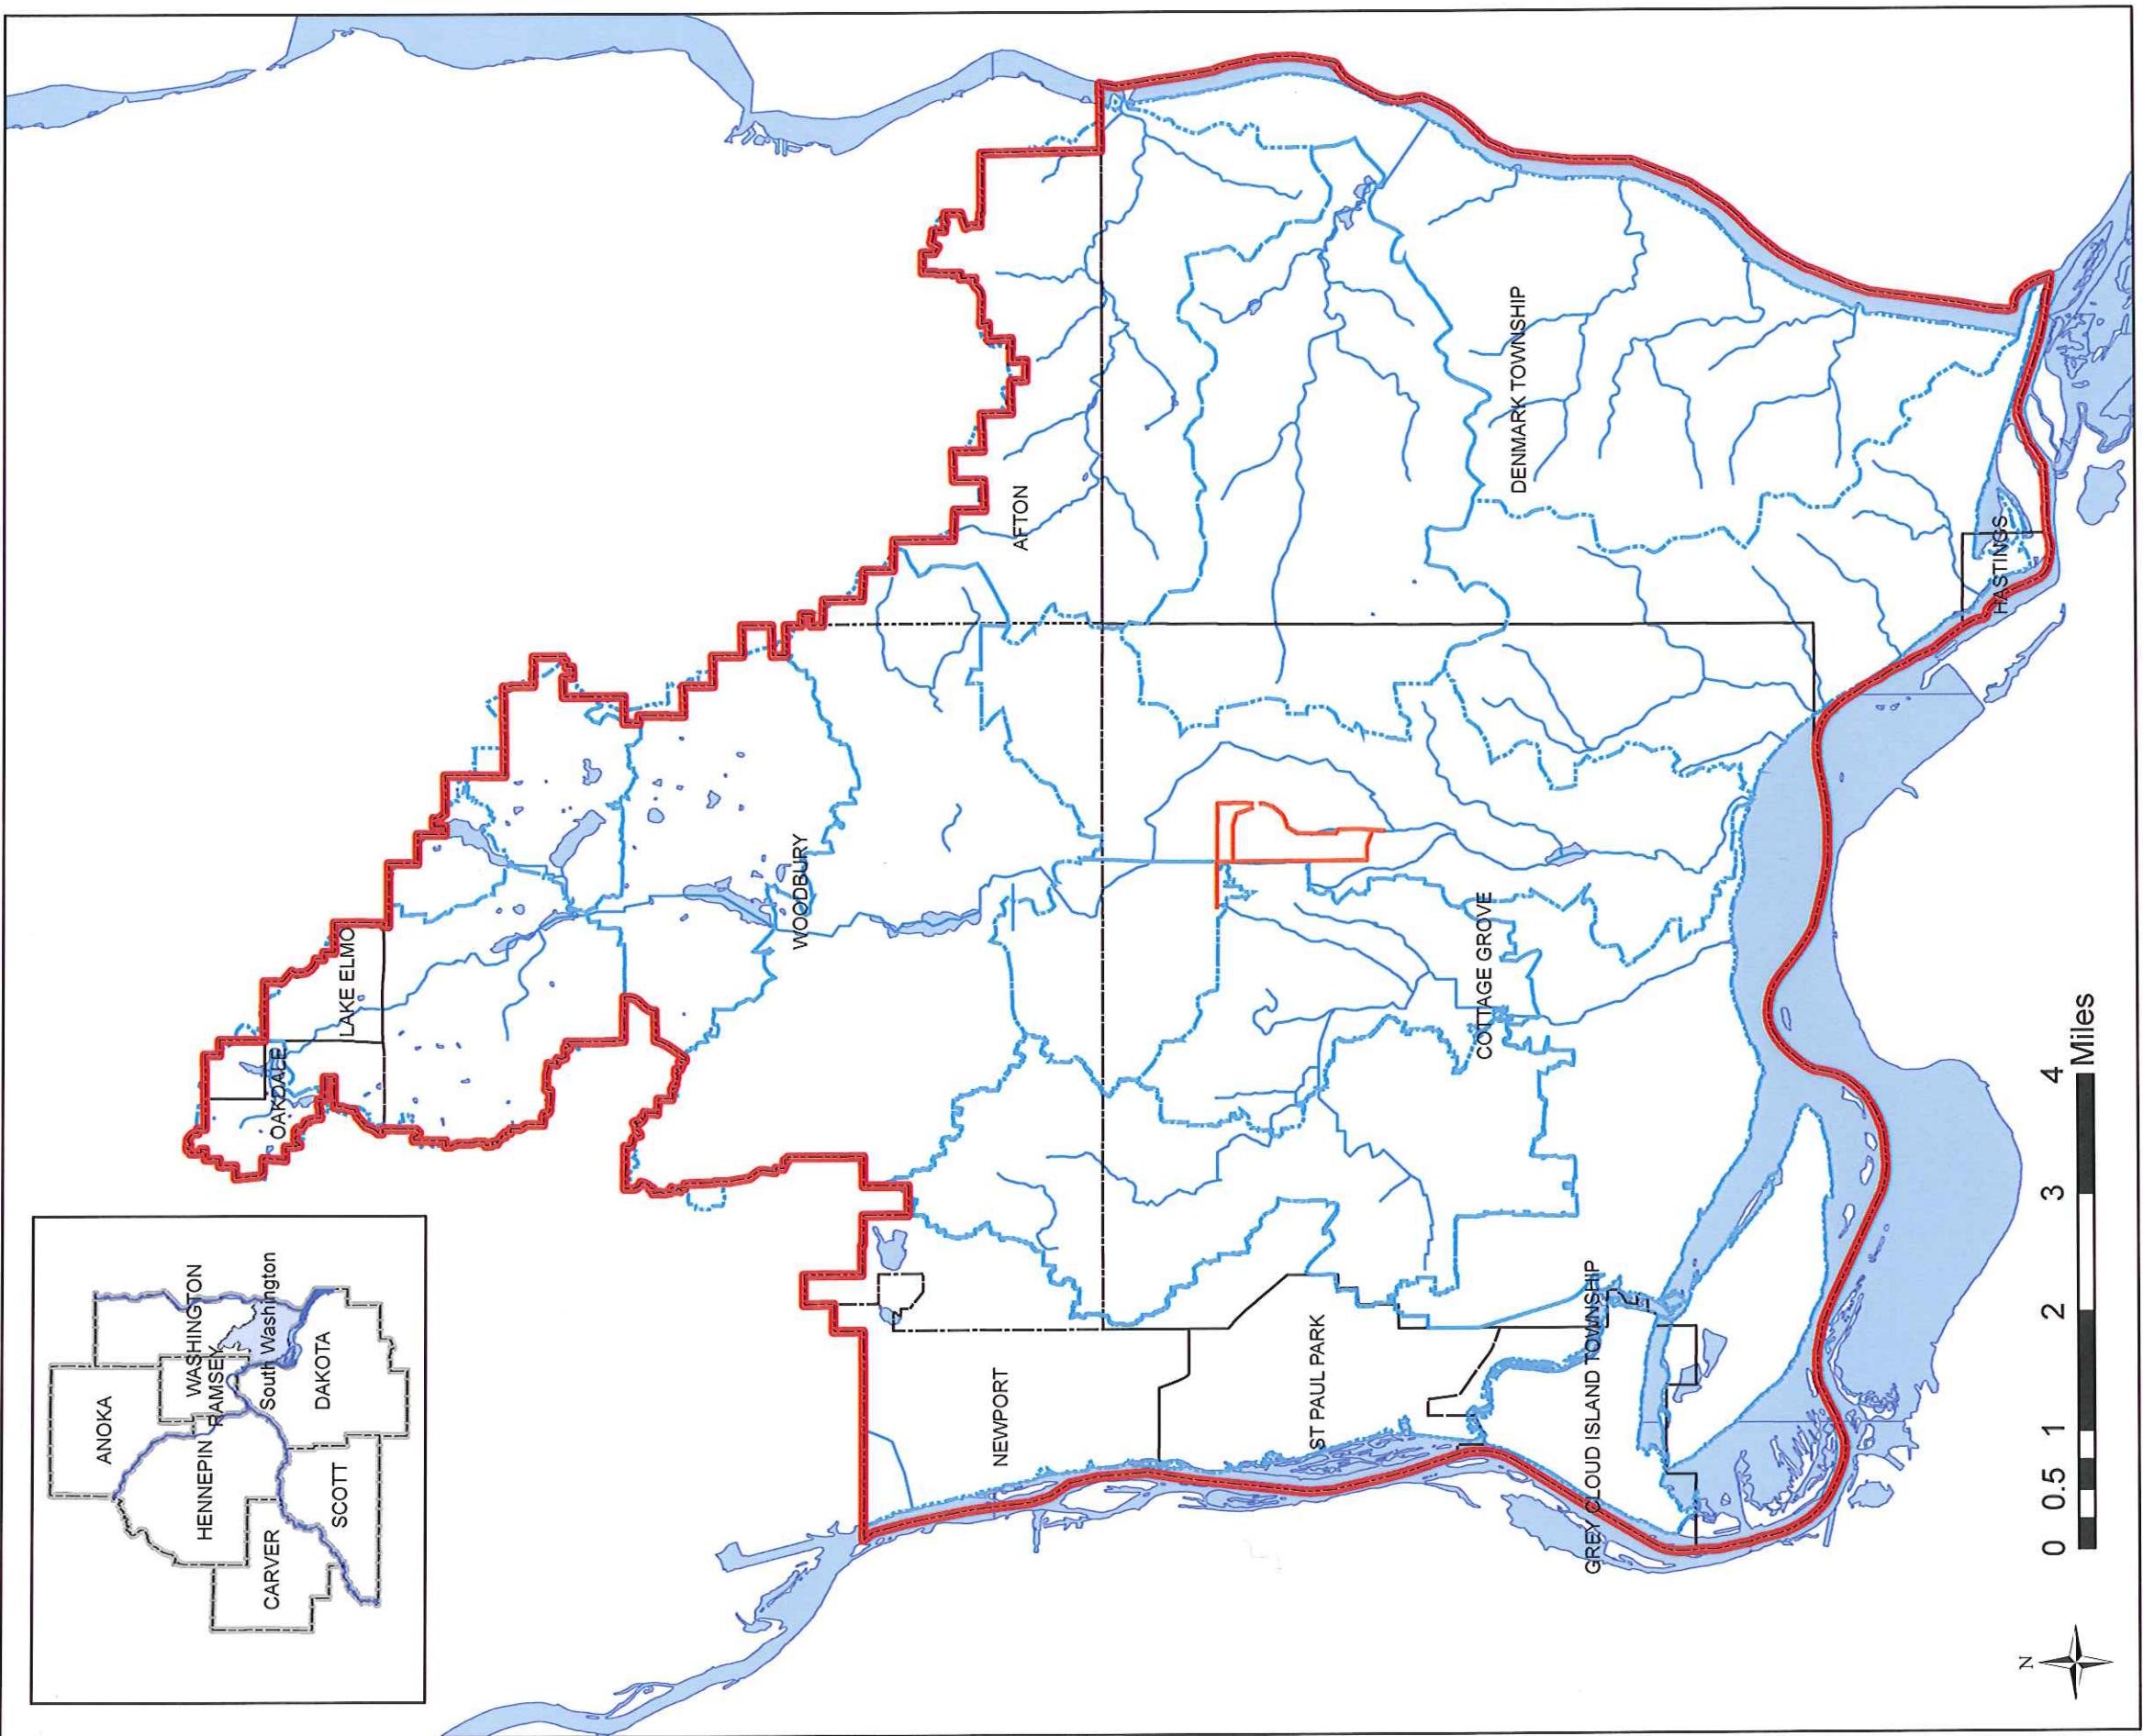 ANOKA
WASHINGTON
RAMSEY
HENNEPIN
South Washington
CARVER
SCOTT
DAKOTA
OAKDALE
LAKE ELMO
WOODBURY
AFTON
NEWPORT
ST PAUL PARK
COTTAGE GROVE
DENMARK TOWNSHIP
GREY CLOUD ISLAND TOWNSHIP
HASTINGS
N
0 0.5 1 2 3 4
Miles